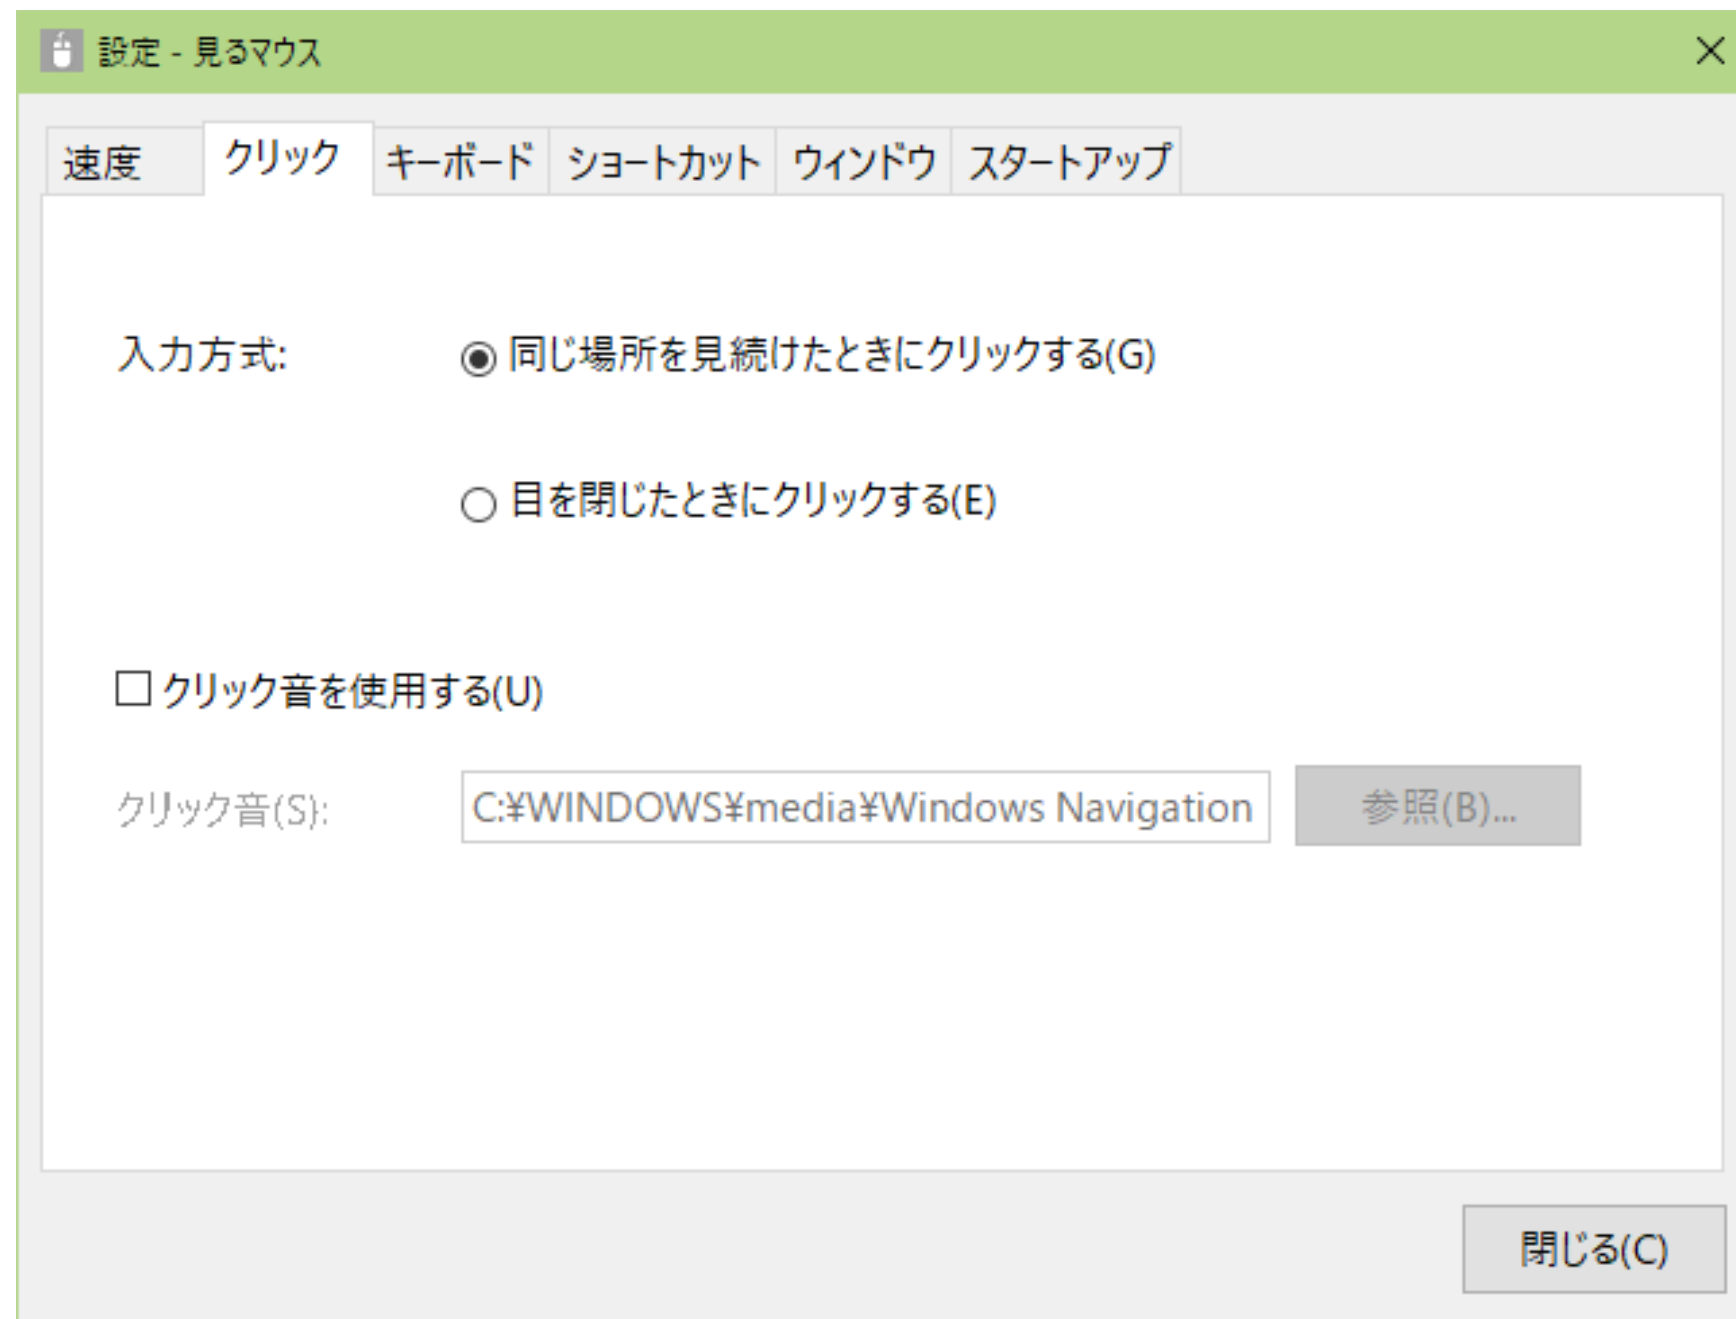 設定 - 見るマウス
速度 クリック キーボード ショートカット ウィンドウ スタートアップ
入力方式: 同じ場所を見続けたときにクリックする(G)
目を閉じたときにクリックする(E)
クリック音を使用する(U)
クリック音(S): C:¥WINDOWS¥media¥Windows Navigation 参照(B)...
閉じる(C)